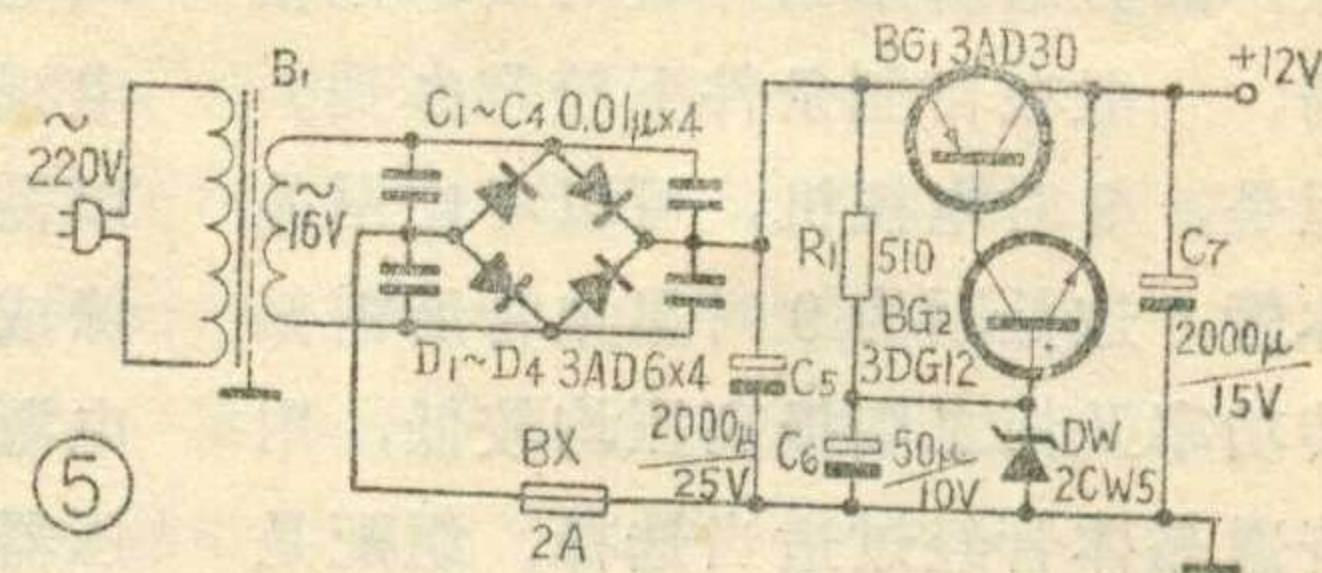 B₁
~
220V
~
16V
C₁~C₄ 0.01μ×4
D₁~D₄ 3AD6×4
BX
2A
C₅
2000μ
25V
R₁
510
C₆
50μ
10V
BG₁ 3AD30
BG₂
3DG12
DW
2CW5
C₇
2000μ
15V
+12V
⑤